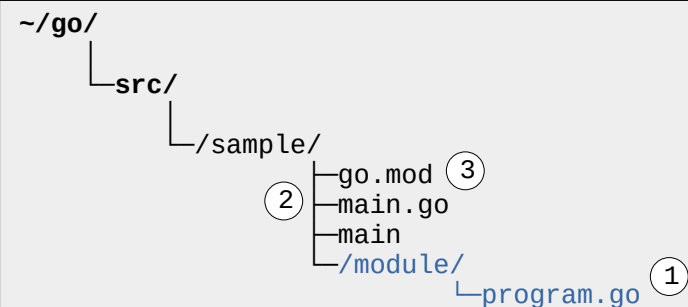 ~/go/
src/
/sample/
go.mod 3
2 main.go
main
/module/
1
program.go